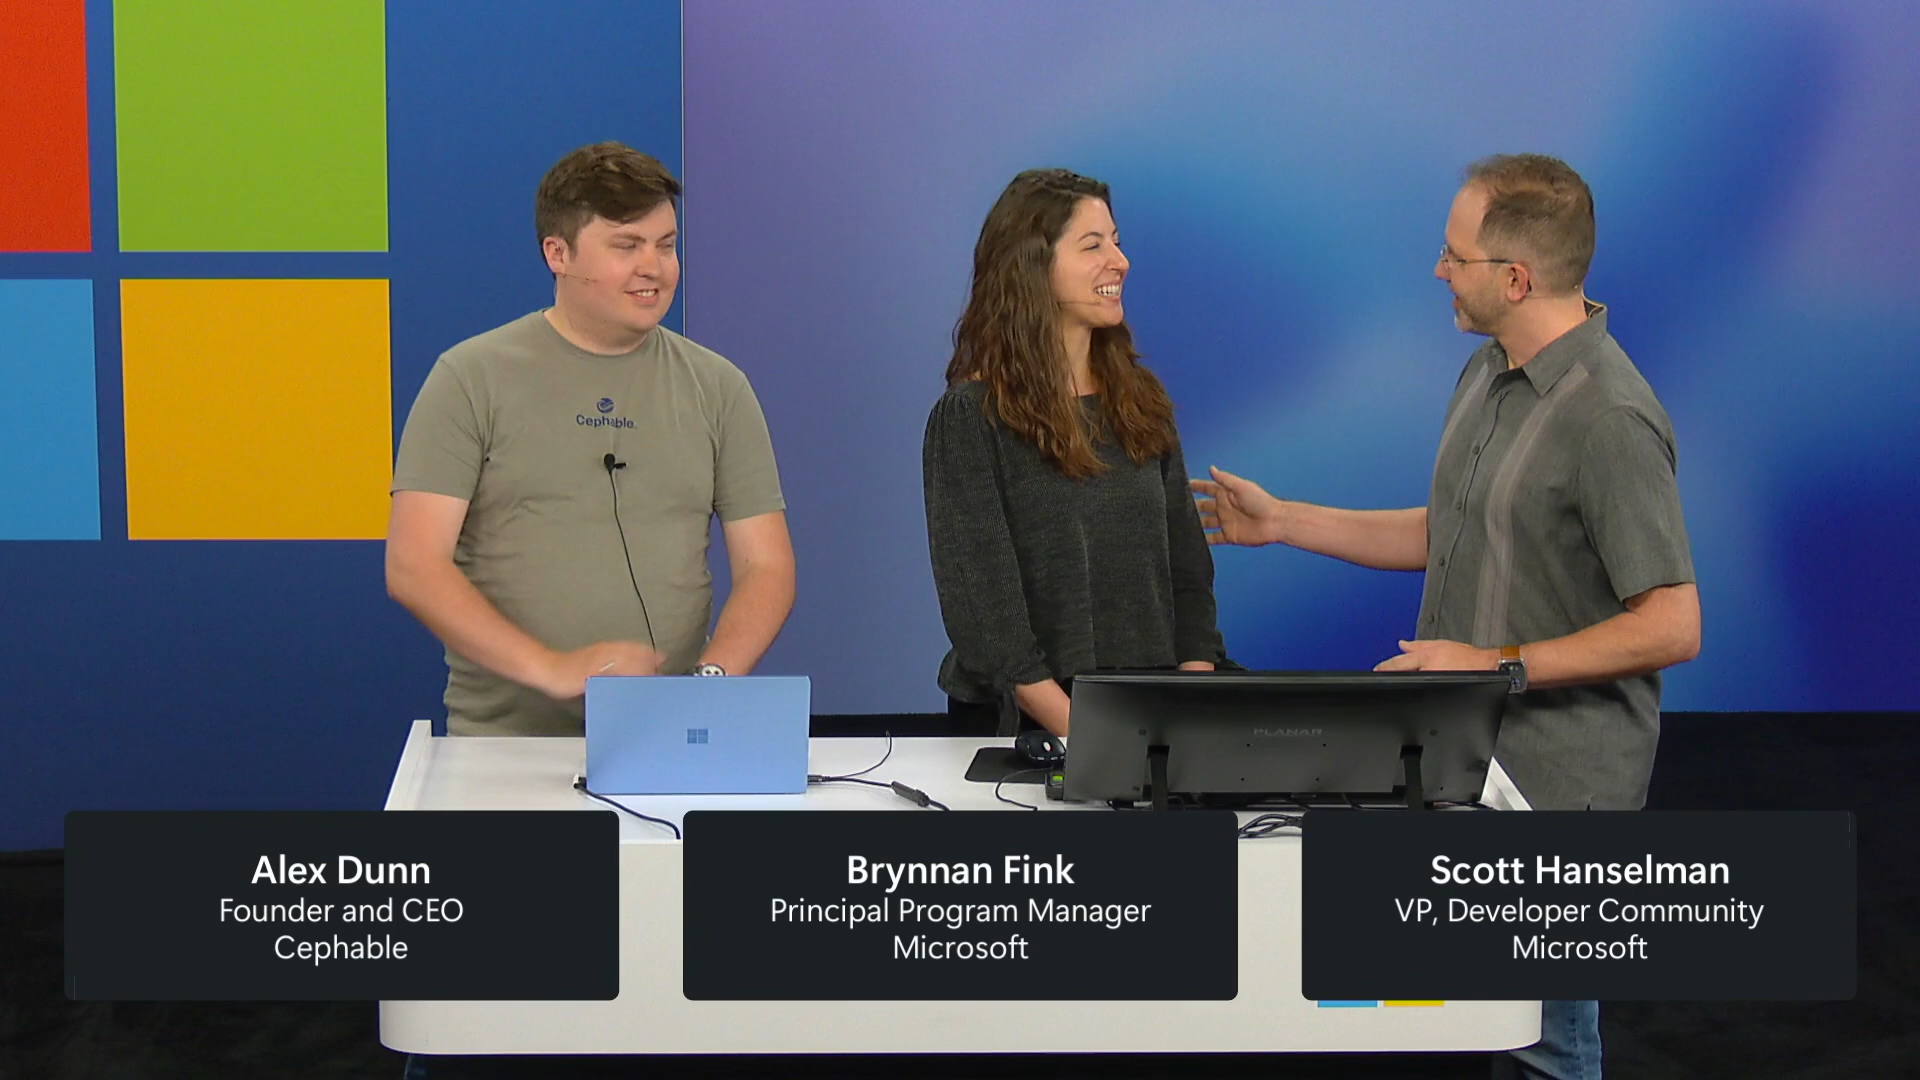 Cephable
PLANAR
Alex Dunn
Founder and CEO
Cephable
Brynnan Fink
Principal Program Manager
Microsoft
Scott Hanselman
VP, Developer Community
Microsoft